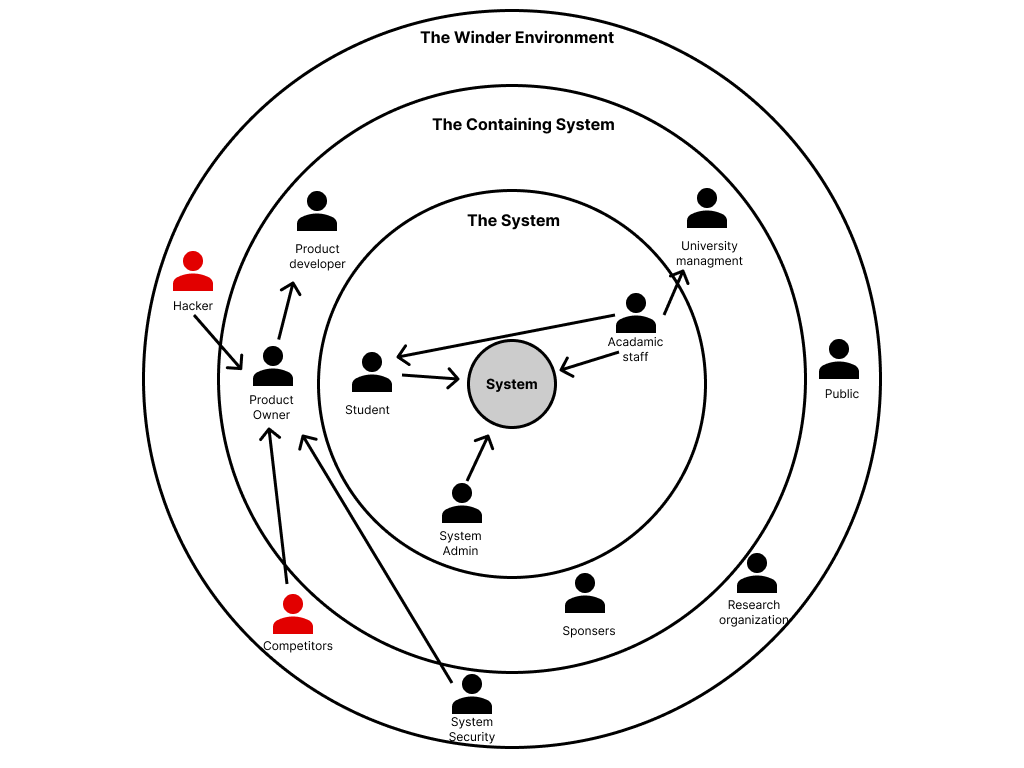 The Winder Environment
The Containing System
The System
Product
developer
University
managment
Hacker
Acadamic
staff
System
Public
Product
Owner
Student
System
Admin
Research
organization
Sponsers
Competitors
System
Security